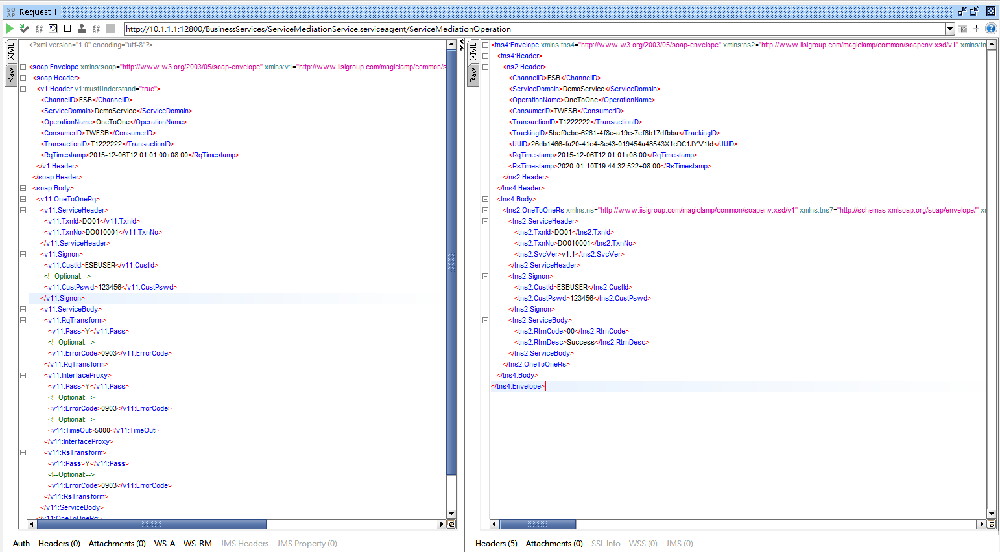 SO
AP
Request 1
http://10.1.1.1:12800/BusinessServices/ServiceMediationService.serviceagent/ServiceMediationOperation
XML
Raw
<?xml version="1.0" encoding="utf-8"?>
<soap:Envelope xmlns:soap="http://www.w3.org/2003/05/soap-envelope" xmlns:v1="http://www.iisigroup.com/magiclamp/common/s
<soap:Header>
<v1:Header v1:mustUnderstand="true">
<ChannelID>ESB</ChannelID>
<ServiceDomain>DemoService</ServiceDomain>
<OperationName>OneToOne</OperationName>
<ConsumerID>TWESB</ConsumerID>
<TransactionID>T1222222</TransactionID>
<RqTimestamp>2015-12-06T12:01:01.00+08:00</RqTimestamp>
</v1:Header>
</soap:Header>
<soap:Body>
<v11:OneToOneRq>
<v11:ServiceHeader>
<v11:TxnId>DO01</v11:TxnId>
<v11:TxnNo>DO010001</v11:TxnNo>
</v11:ServiceHeader>
<v11:Signon>
<v11:CustId>ESBUSER</v11:CustId>
<!--Optional:-->
<v11:CustPswd>123456</v11:CustPswd>
</v11:Signon>
<v11:ServiceBody>
<v11:RqTransform>
<v11:Pass>Y</v11:Pass>
<!--Optional:-->
<v11:ErrorCode>0903</v11:ErrorCode>
</v11:RqTransform>
<v11:InterfaceProxy>
<v11:Pass>Y</v11:Pass>
<!--Optional:-->
<v11:ErrorCode>0903</v11:ErrorCode>
<!--Optional:-->
<v11:TimeOut>5000</v11:TimeOut>
</v11:InterfaceProxy>
<v11:RsTransform>
<v11:Pass>Y</v11:Pass>
<!--Optional:-->
<v11:ErrorCode>0903</v11:ErrorCode>
</v11:RsTransform>
</v11:ServiceBody>
</v11:OneToOneRq>
Auth Headers (0) Attachments (0) WS-A WS-RM JMS Headers JMS Property (0)
XML
Raw
<tns4:Envelope xmlns:tns4="http://www.w3.org/2003/05/soap-envelope" xmlns:ns2="http://www.iisigroup.com/magiclamp/common/soapenv.xsd/v1" xmlns:tn
<tns4:Header>
<ns2:Header>
<ChannelID>ESB</ChannelID>
<ServiceDomain>DemoService</ServiceDomain>
<OperationName>OneToOne</OperationName>
<ConsumerID>TWESB</ConsumerID>
<TransactionID>T1222222</TransactionID>
<TrackingID>5bef0ebc-6261-4f8e-a19c-7ef6b17dfbba</TrackingID>
<UUID>26db1466-fa20-41c4-8e43-019454a48543X1cDC1JYV1td</UUID>
<RqTimestamp>2015-12-06T12:01:01+08:00</RqTimestamp>
<RsTimestamp>2020-01-10T19:44:32.522+08:00</RsTimestamp>
</ns2:Header>
</tns4:Header>
<tns4:Body>
<tns2:OneToOneRs xmlns:ns="http://www.iisigroup.com/magiclamp/common/soapenv.xsd/v1" xmlns:tns7="http://schemas.xmlsoap.org/soap/envelope/" xr
<tns2:ServiceHeader>
<tns2:TxnId>DO01</tns2:TxnId>
<tns2:TxnNo>DO010001</tns2:TxnNo>
<tns2:SvcVer>v1.1</tns2:SvcVer>
</tns2:ServiceHeader>
<tns2:Signon>
<tns2:CustId>ESBUSER</tns2:CustId>
<tns2:CustPswd>123456</tns2:CustPswd>
</tns2:Signon>
<tns2:ServiceBody>
<tns2:RtrnCode>00</tns2:RtrnCode>
<tns2:RtrnDesc>Success</tns2:RtrnDesc>
</tns2:ServiceBody>
</tns2:OneToOneRs>
</tns4:Body>
</tns4:Envelope>
Headers (5) Attachments (0) SSL Info WSS (0) JMS (0)